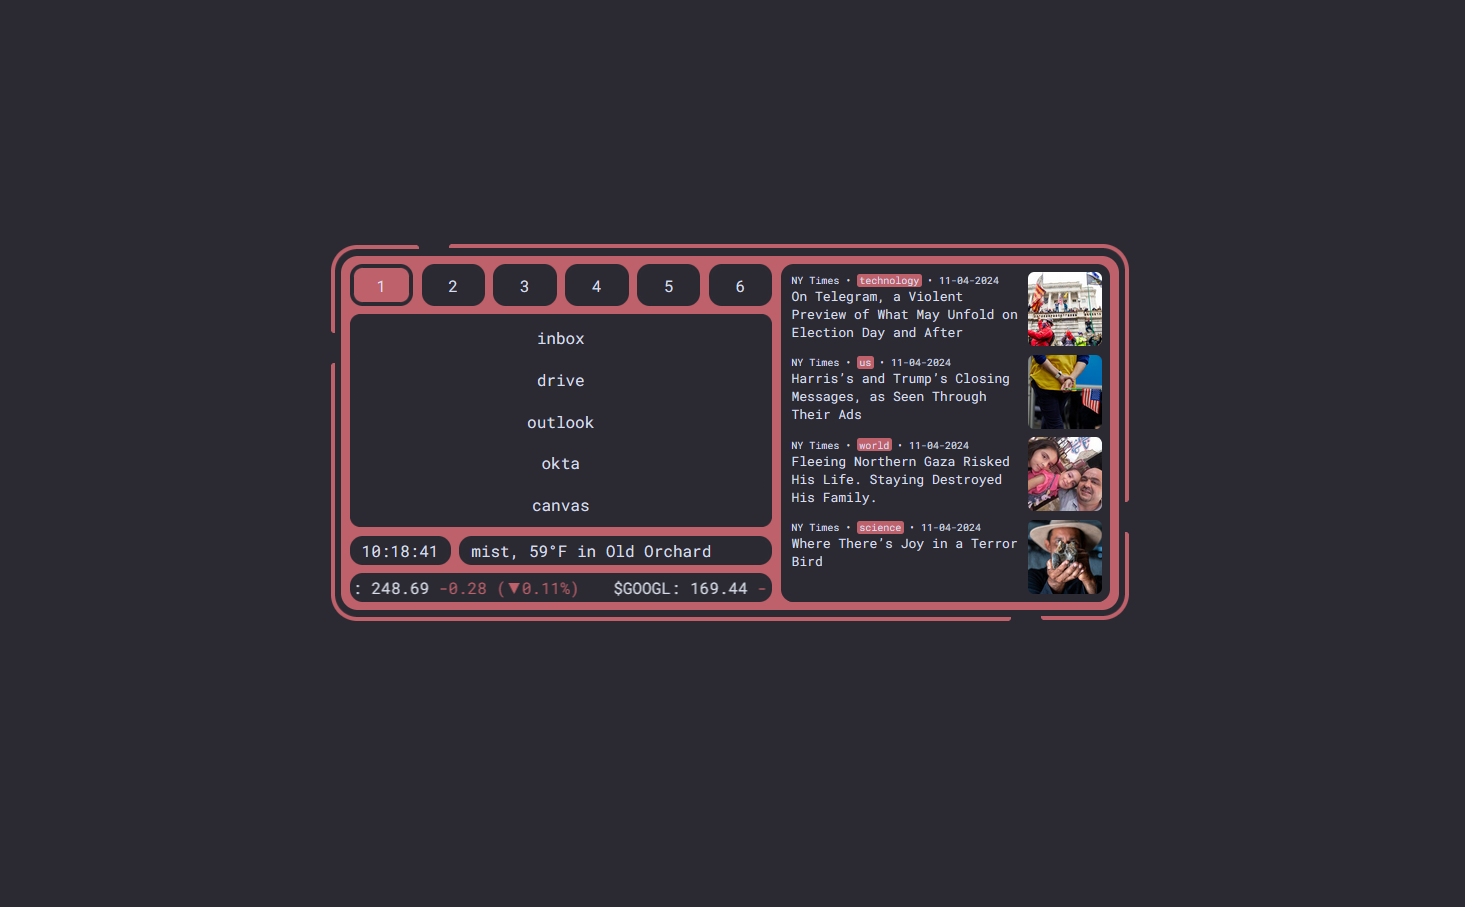 1 2 3 4 5 6
inbox
drive
outlook
okta
canvas
10:18:41
mist, 59°F in Old Orchard
: 248.69 -0.28 (▼0.11%) $GOOGL: 169.44 -
NY Times • technology • 11-04-2024
On Telegram, a Violent
Preview of What May Unfold on
Election Day and After
NY Times • us • 11-04-2024
Harris’s and Trump’s Closing
Messages, as Seen Through
Their Ads
NY Times • world • 11-04-2024
Fleeing Northern Gaza Risked
His Life. Staying Destroyed
His Family.
NY Times • science • 11-04-2024
Where There’s Joy in a Terror
Bird